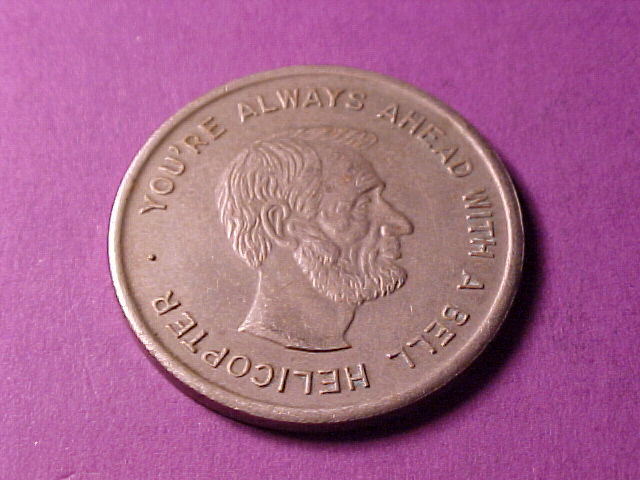 YOU'RE ALWAYS AHEAD WITH A BELL HELICOPTER •